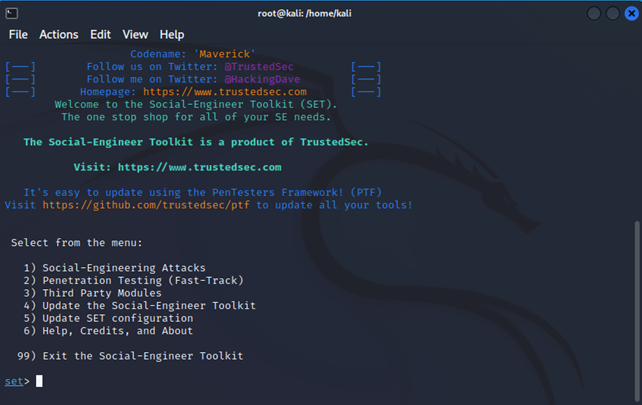 root@kali: /home/kali
File Actions Edit View Help
Codename: 'Maverick'
[---] Follow us on Twitter: @TrustedSec [---]
[---] Follow me on Twitter: @HackingDave [---]
[---] Homepage: https://www.trustedsec.com [---]
Welcome to the Social-Engineer Toolkit (SET).
The one stop shop for all of your SE needs.
The Social-Engineer Toolkit is a product of TrustedSec.
Visit: https://www.trustedsec.com
It's easy to update using the PenTesters Framework! (PTF)
Visit https://github.com/trustedsec/ptf to update all your tools!
Select from the menu:
1) Social-Engineering Attacks
2) Penetration Testing (Fast-Track)
3) Third Party Modules
4) Update the Social-Engineer Toolkit
5) Update SET configuration
6) Help, Credits, and About
99) Exit the Social-Engineer Toolkit
set>